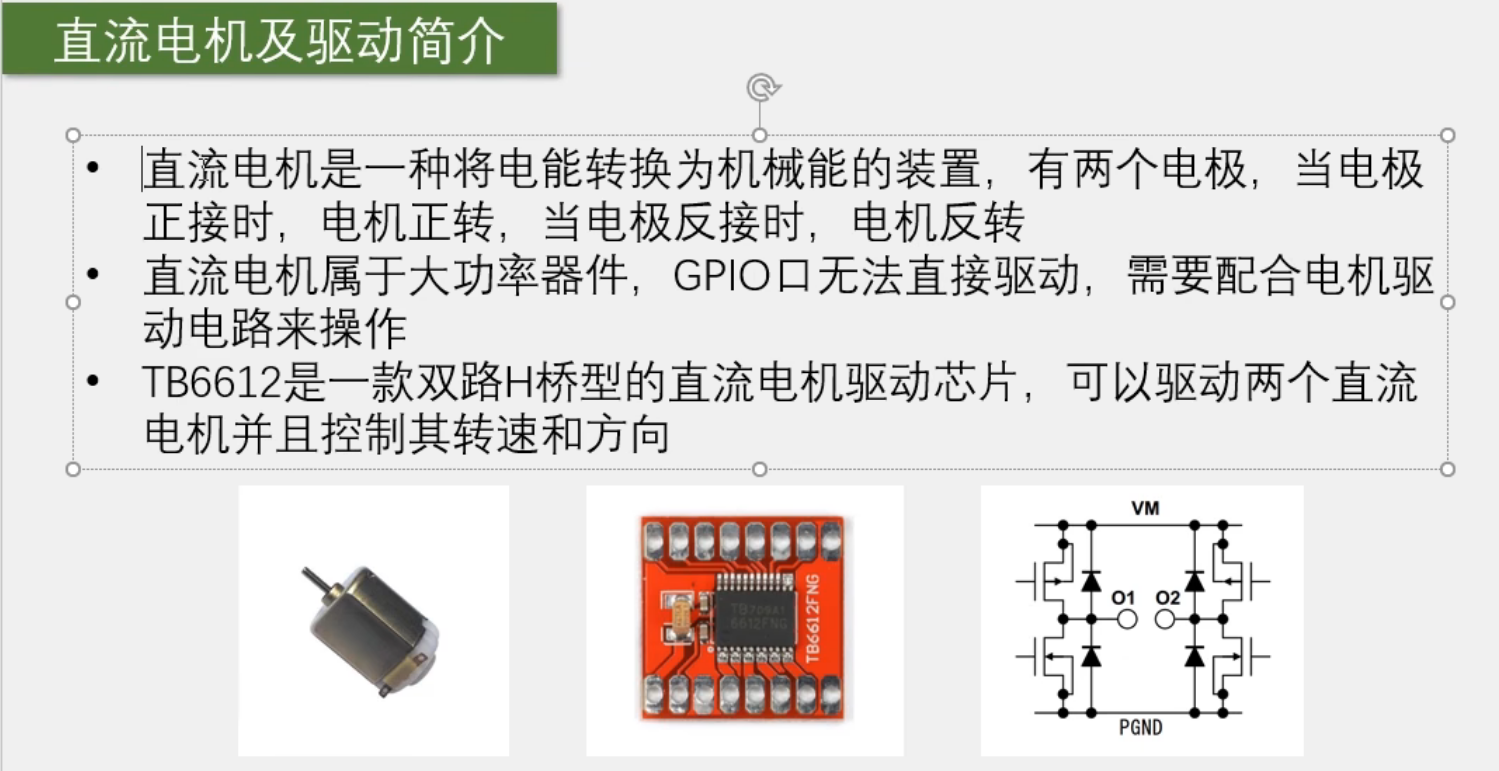 直流电机及驱动简介
• 直流电机是一种将电能转换为机械能的装置，有两个电极，当电极
正接时，电机正转，当电极反接时，电机反转
• 直流电机属于大功率器件，GPIO口无法直接驱动，需要配合电机驱
动电路来操作
• TB6612是一款双路H桥型的直流电机驱动芯片，可以驱动两个直流
电机并且控制其转速和方向
TB709A1
6612FNG
TB6612FNG
VM
O1 O2
PGND